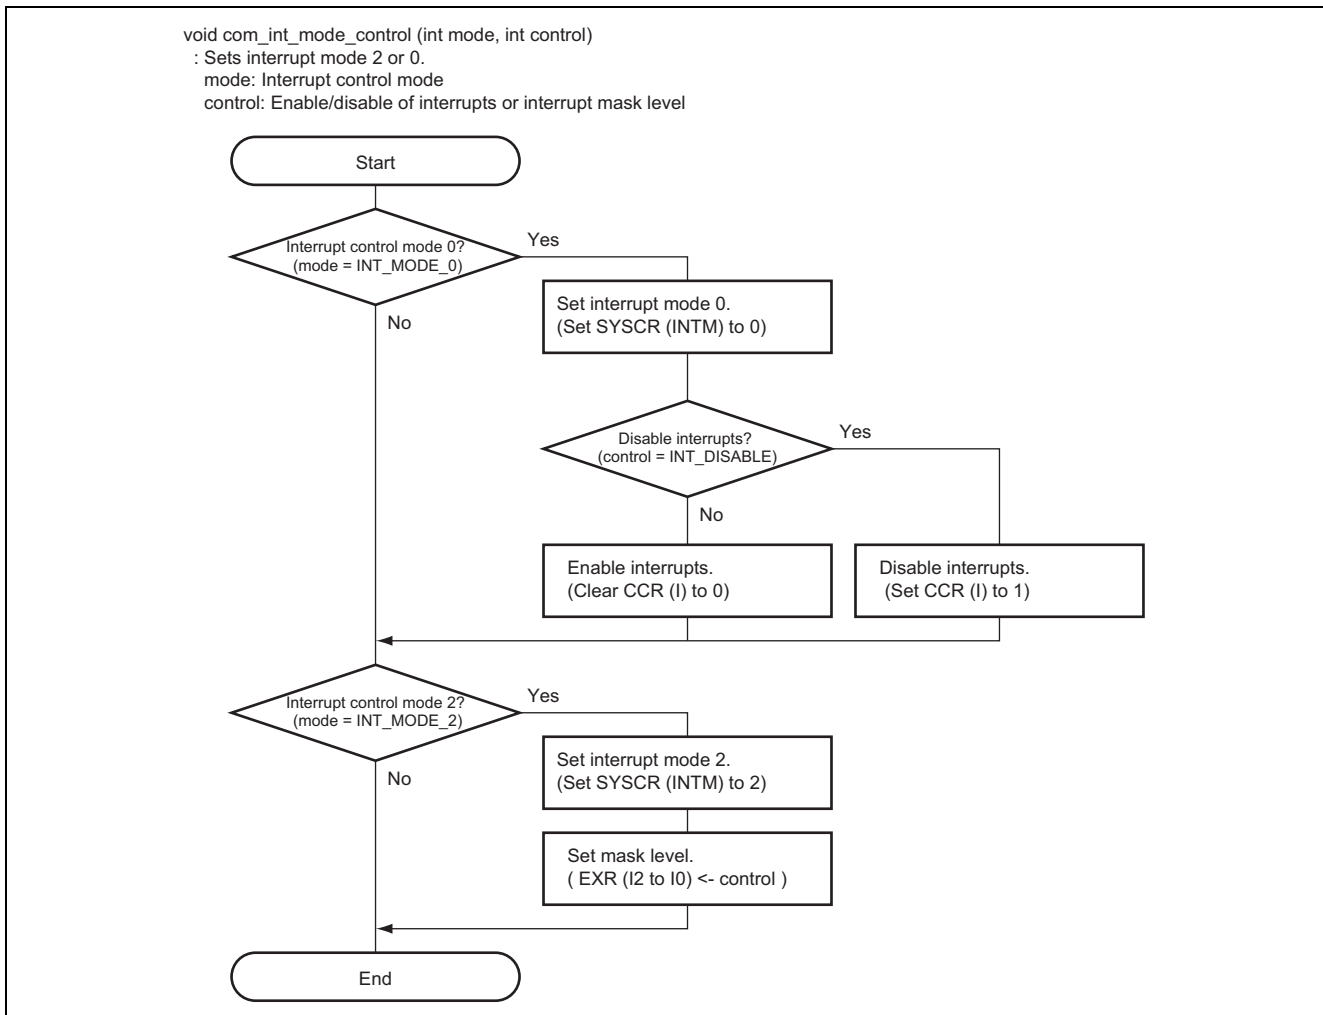 void com_int_mode_control (int mode, int control)
: Sets interrupt mode 2 or 0.
mode: Interrupt control mode
control: Enable/disable of interrupts or interrupt mask level
Start
Interrupt control mode 0?
(mode = INT_MODE_0)
Yes
No
Set interrupt mode 0.
(Set SYSCR (INTM) to 0)
Disable interrupts?
(control = INT_DISABLE)
Yes
No
Enable interrupts.
(Clear CCR (I) to 0)
Disable interrupts.
(Set CCR (I) to 1)
Interrupt control mode 2?
(mode = INT_MODE_2)
Yes
No
Set interrupt mode 2.
(Set SYSCR (INTM) to 2)
Set mask level.
( EXR (I2 to I0) <- control )
End